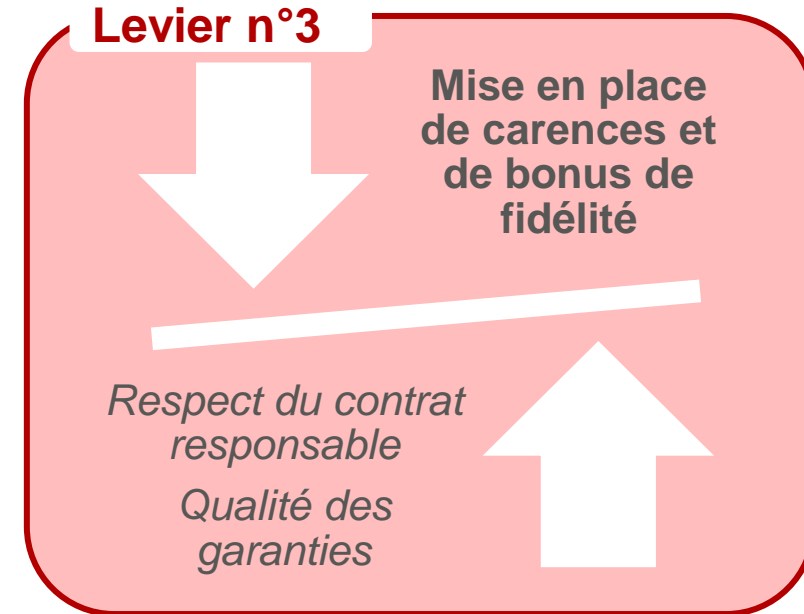 Levier n°3
Mise en place
de carences et
de bonus de
fidélité
Respect du contrat
responsable
Qualité des
garanties